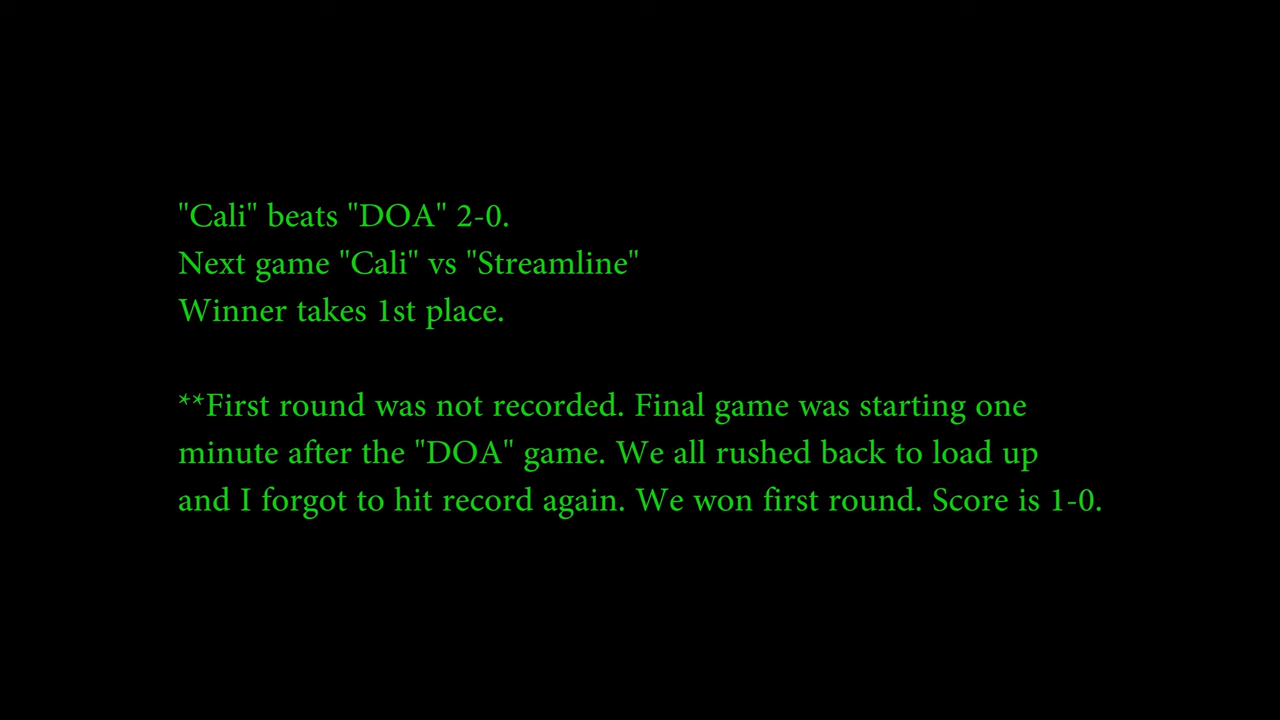 "Cali" beats "DOA" 2-0.
Next game "Cali" vs "Streamline"
Winner takes 1st place.
**First round was not recorded. Final game was starting one
minute after the "DOA" game. We all rushed back to load up
and I forgot to hit record again. We won first round. Score is 1-0.